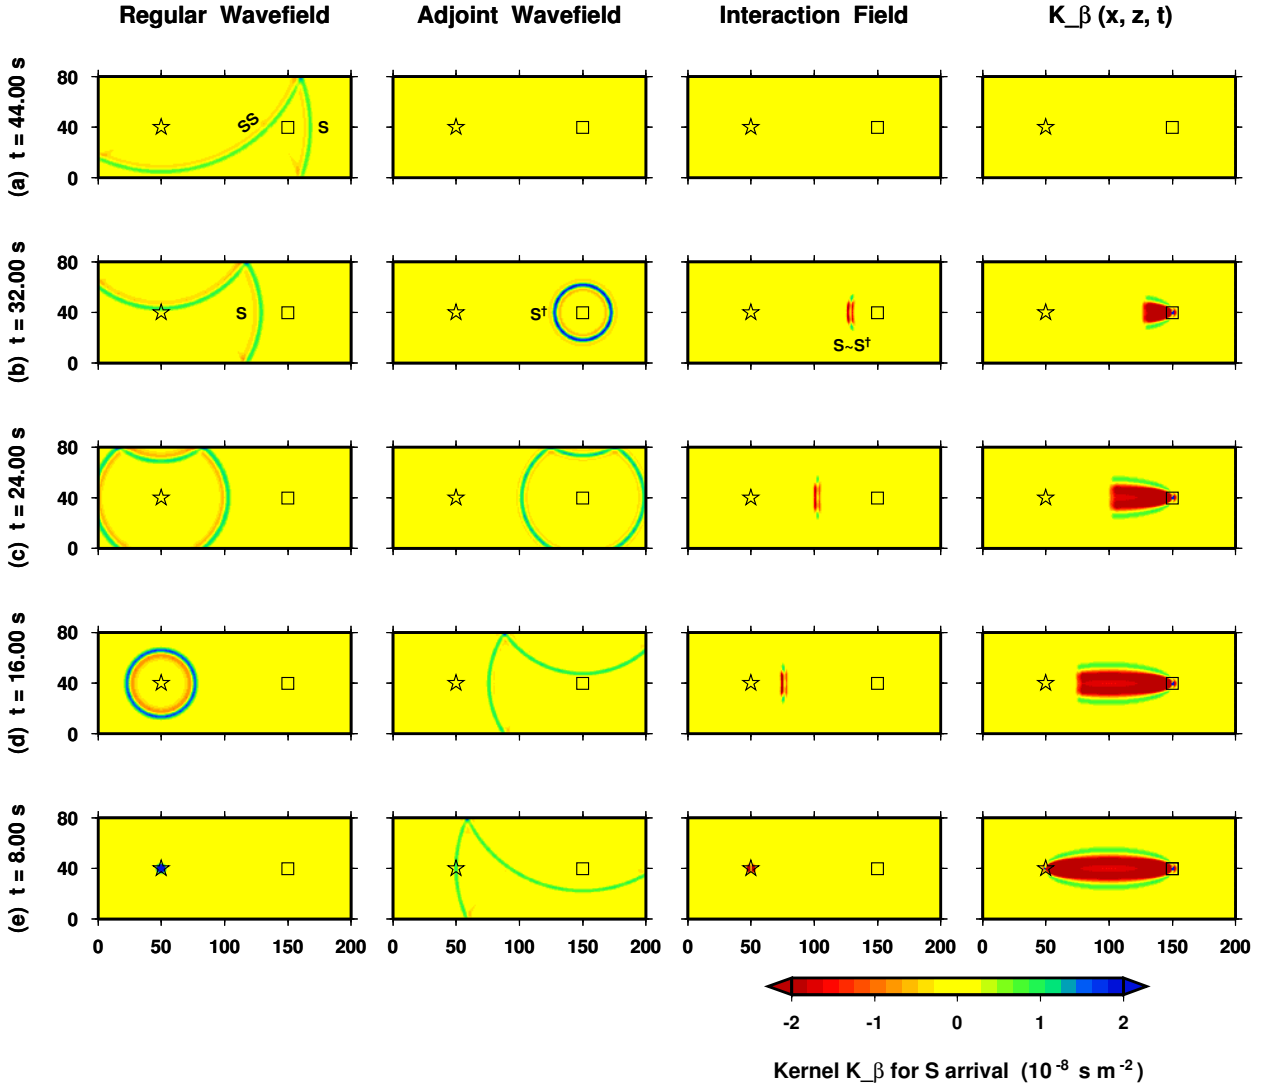 Regular Wavefield Adjoint Wavefield Interaction Field K_β (x, z, t)
(a) t = 44.00 s
80
40
0
SS
S
(b) t = 32.00 s
80
40
0
S
S†
S~S†
(c) t = 24.00 s
80
40
0
(d) t = 16.00 s
80
40
0
(e) t = 8.00 s
80
40
0
0 50 100 150 200 0 50 100 150 200 0 50 100 150 200 0 50 100 150 200
-2 -1 0 1 2
Kernel K_β for S arrival (10⁻⁸ s m⁻²)